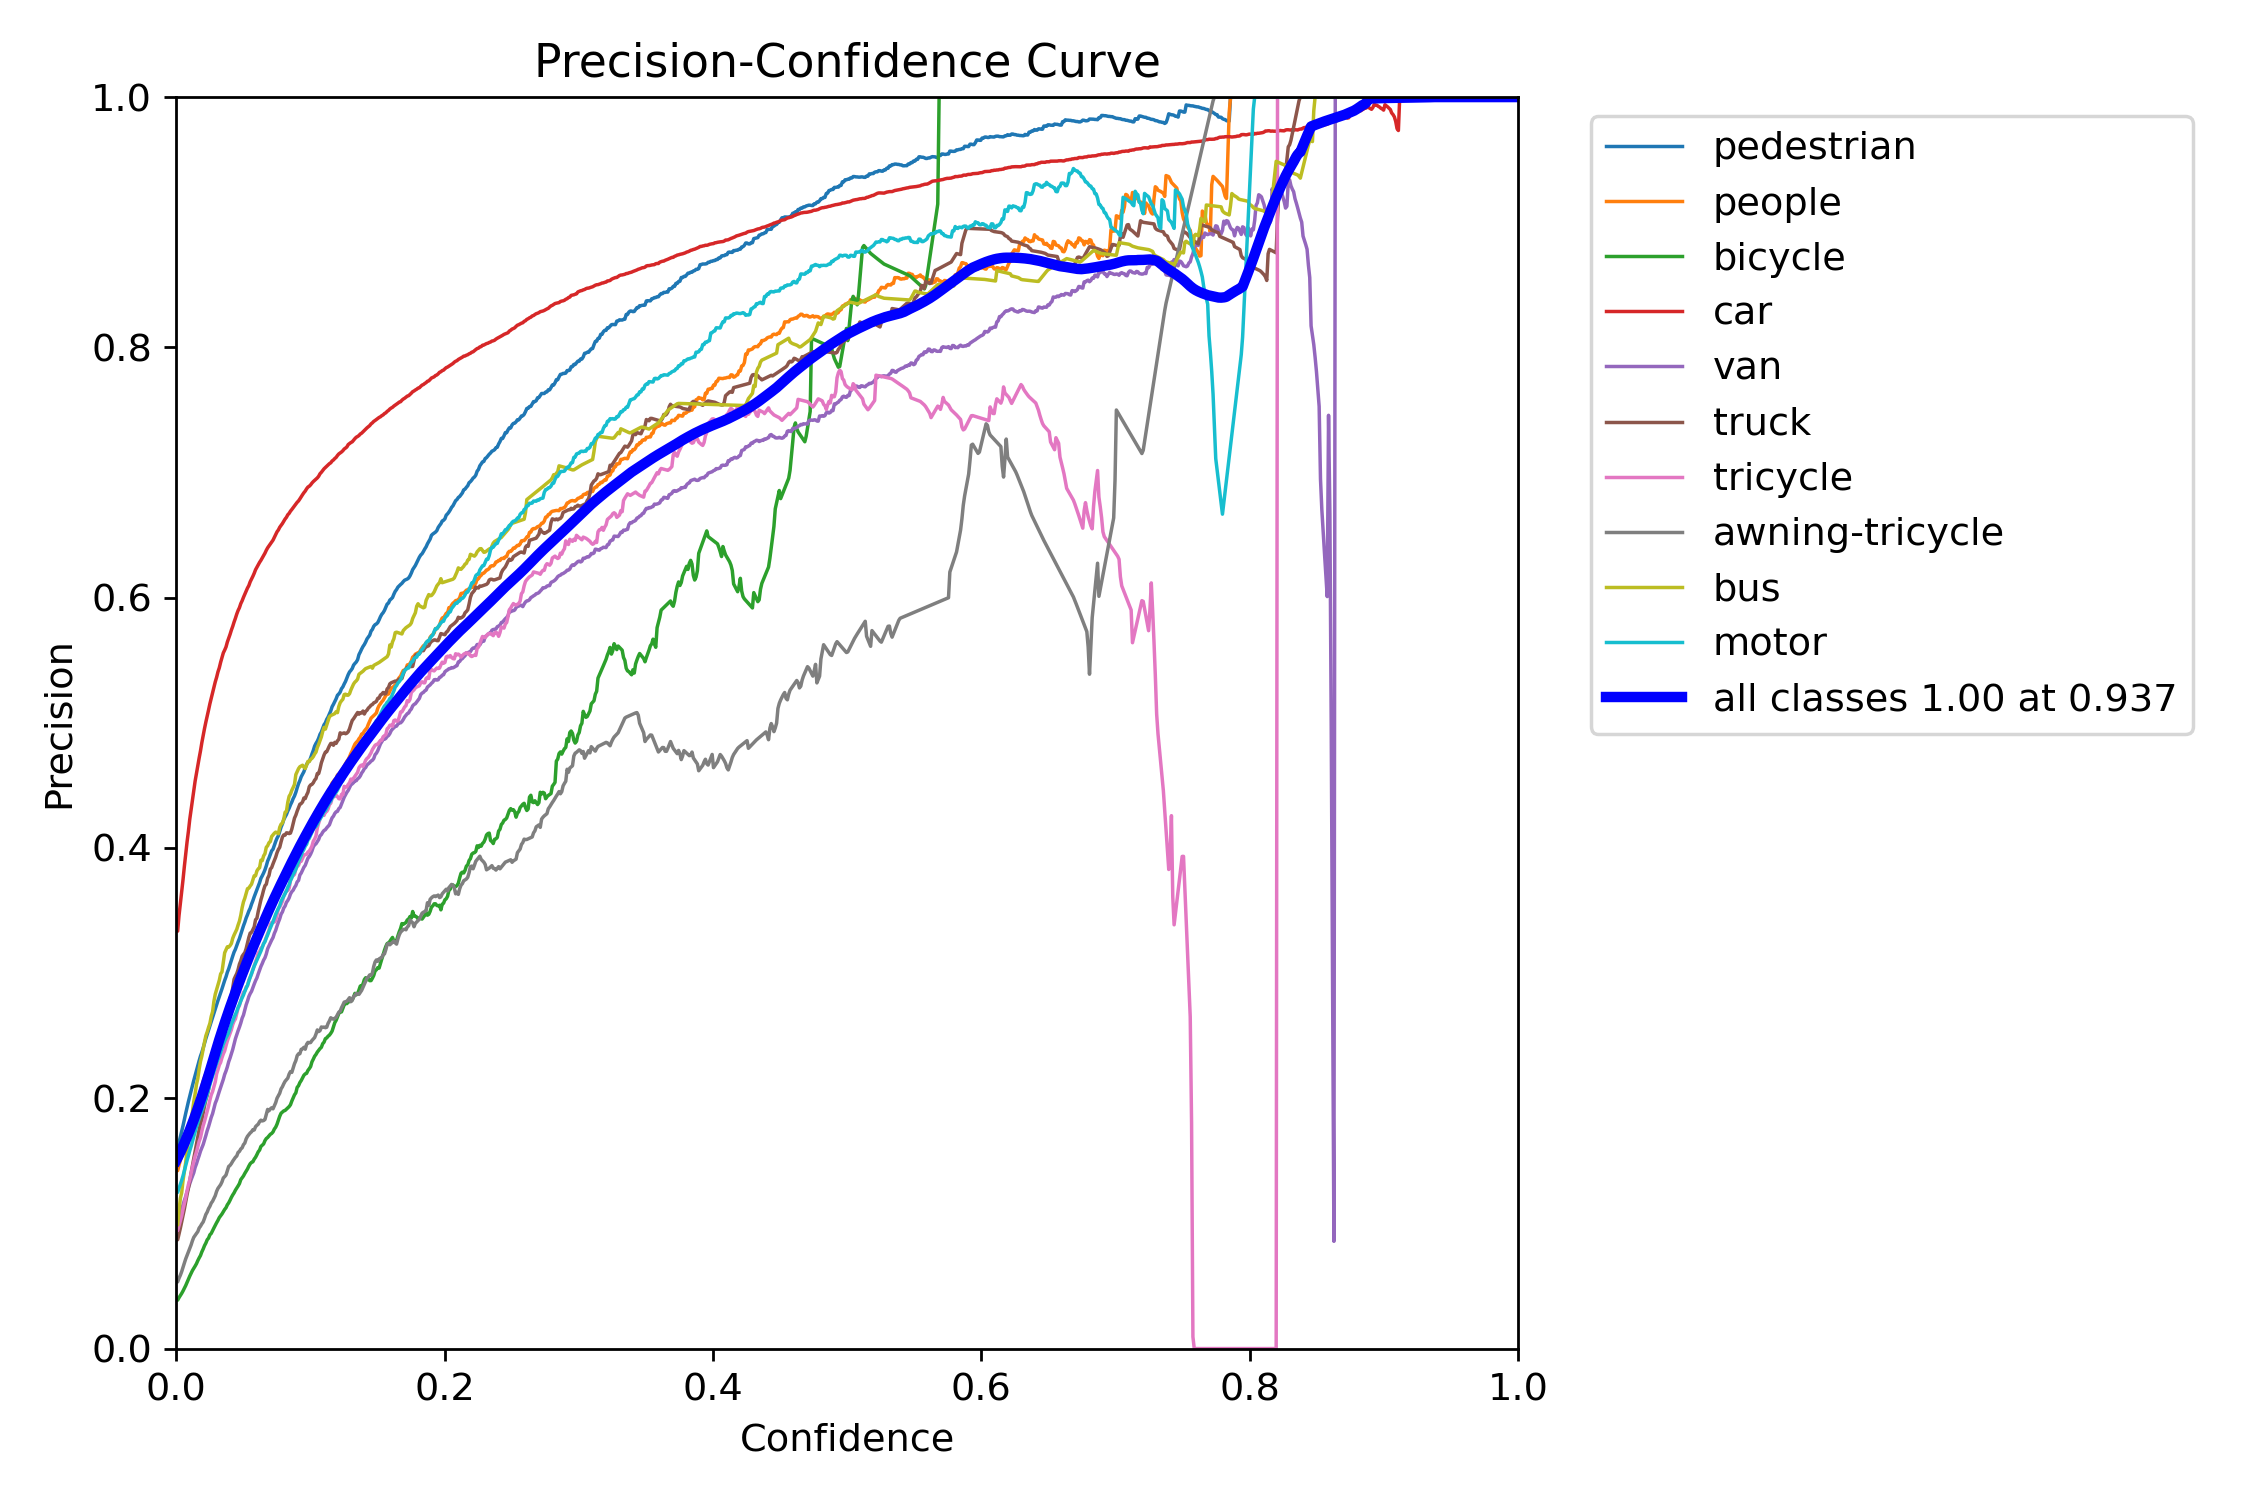 Precision-Confidence Curve
1.0
0.8
0.6
0.4
0.2
0.0
Precision
0.0 0.2 0.4 0.6 0.8 1.0
Confidence
pedestrian
people
bicycle
car
van
truck
tricycle
awning-tricycle
bus
motor
all classes 1.00 at 0.937